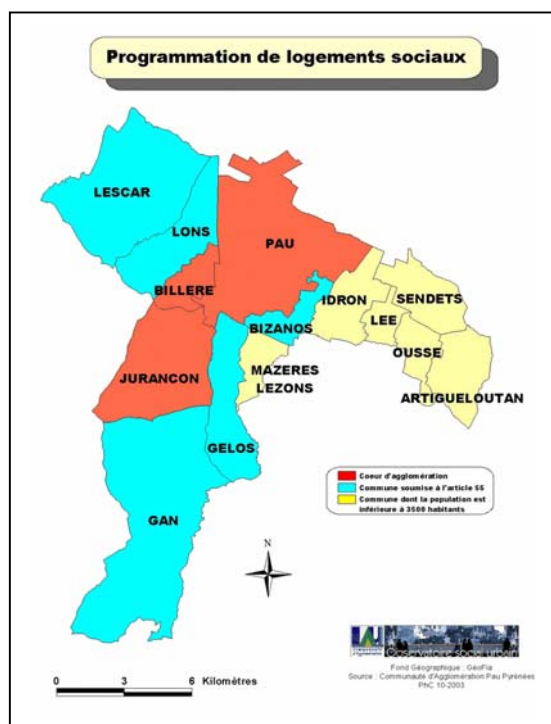 Programmation de logements sociaux
LESCAR
LONS
PAU
BILLERE
IDRON
SENDETS
BIZANOS
LEE
OUSSE
JURANCON
MAZERES
LEZONS
ARTIGUELOUTAN
GELOS
GAN
Coeur d'agglomération
Commune soumise à l'article 55
Commune dont la population est
inférieure à 3500 habitants
N
Observatoire social urbain
Fond Géographique : GéoFla
Source : Communauté d'Agglomération Pau Pyrénées
PNC 10-2003
0 3 6 Kilomètres